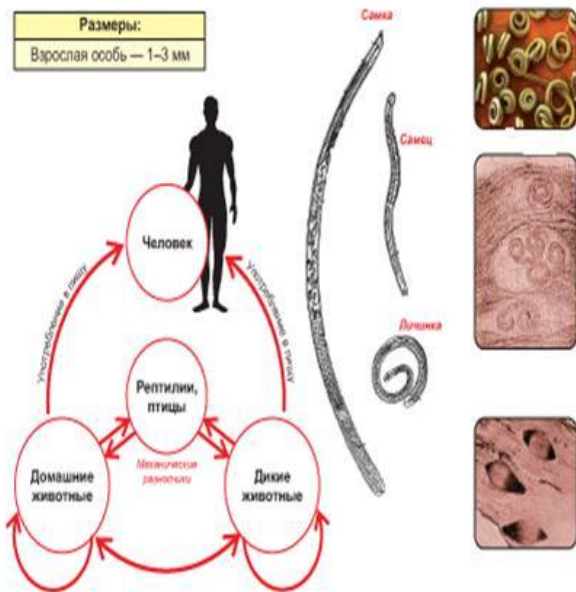 Размеры:
Взрослая особь — 1–3 мм
Самка
Самец
Человек
Употребление в пищу
Употребление в пищу
Личинка
Рептилии,
птицы
Механические
разносчики
Домашние
животные
Дикие
животные